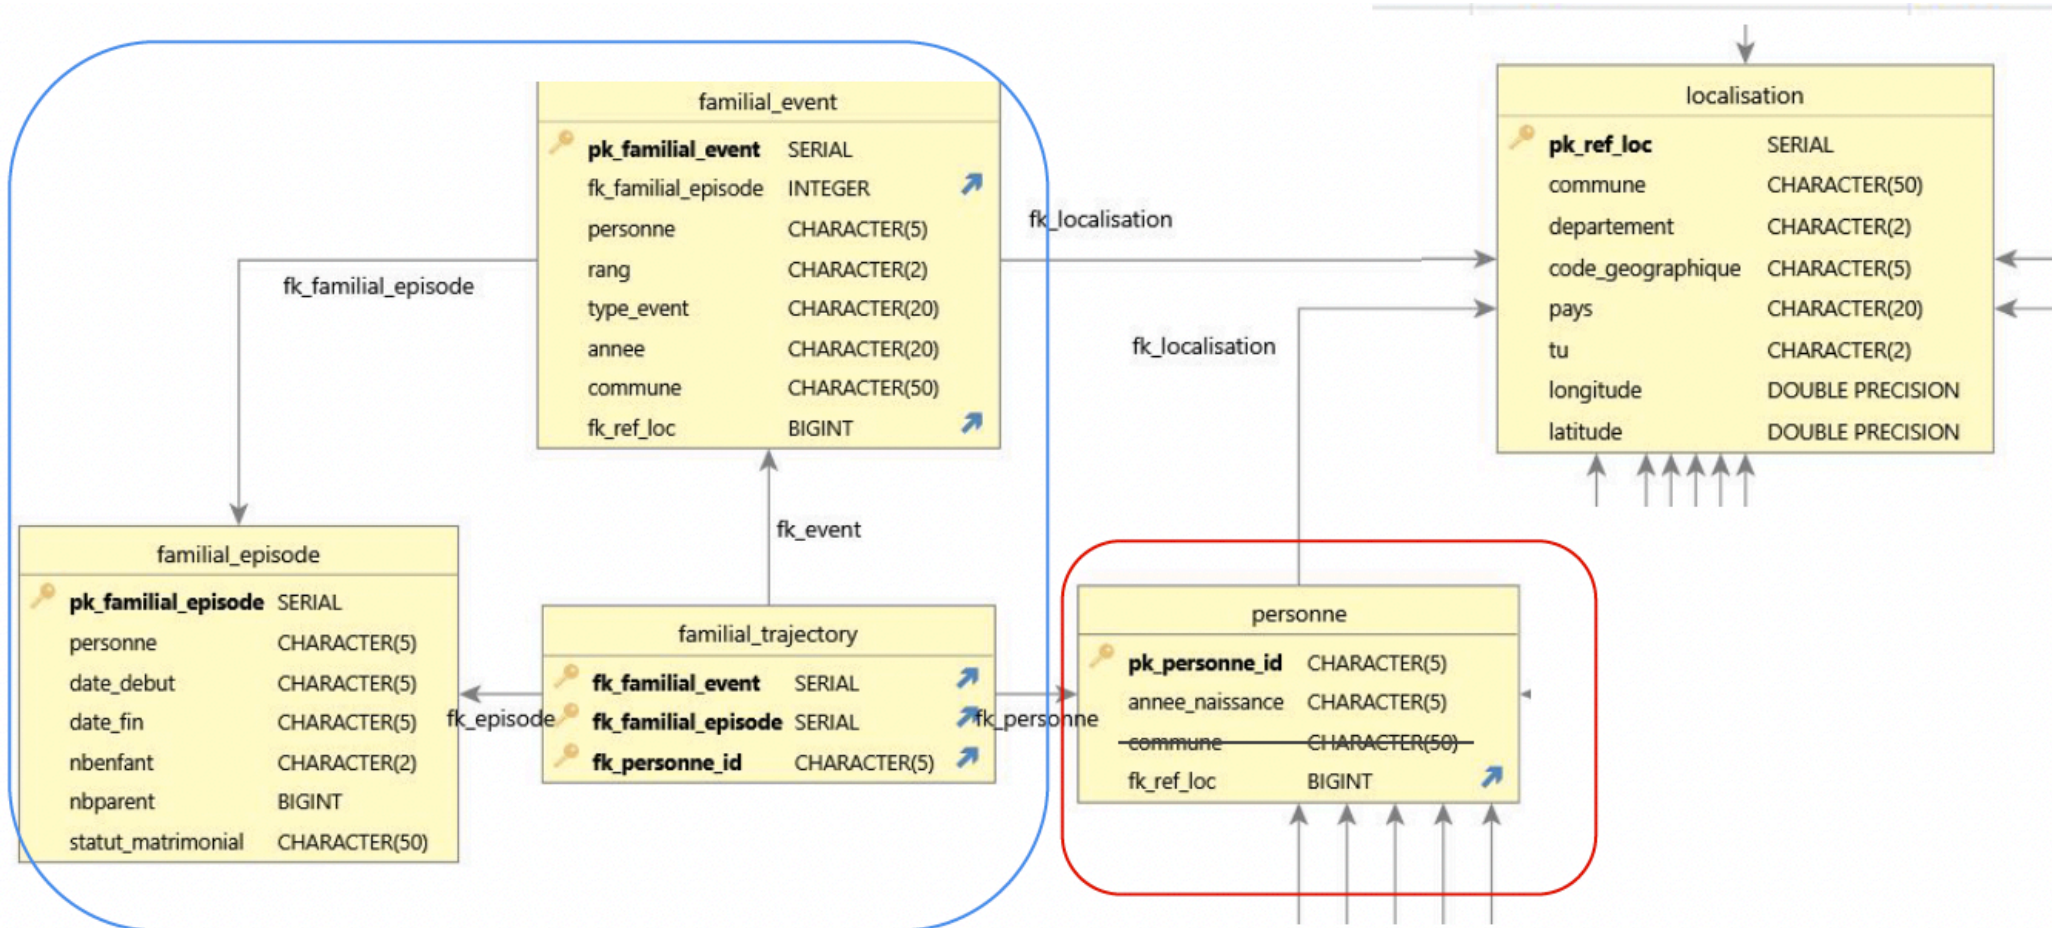 familial_event
pk_familial_event SERIAL
fk_familial_episode INTEGER
personne CHARACTER(5)
rang CHARACTER(2)
type_event CHARACTER(20)
annee CHARACTER(20)
commune CHARACTER(50)
fk_ref_loc BIGINT
fk_localisation
localisation
pk_ref_loc SERIAL
commune CHARACTER(50)
departement CHARACTER(2)
code_geographique CHARACTER(5)
pays CHARACTER(20)
tu CHARACTER(2)
longitude DOUBLE PRECISION
latitude DOUBLE PRECISION
fk_familial_episode
fk_localisation
fk_event
familial_episode
pk_familial_episode SERIAL
personne CHARACTER(5)
date_debut CHARACTER(5)
date_fin CHARACTER(5)
nbenfant CHARACTER(2)
nbparent BIGINT
statut_matrimonial CHARACTER(50)
fk_episode
familial_trajectory
fk_familial_event SERIAL
fk_familial_episode SERIAL
fk_personne_id CHARACTER(5)
fk_personne
personne
pk_personne_id CHARACTER(5)
annee_naissance CHARACTER(5)
commune CHARACTER(50)
fk_ref_loc BIGINT